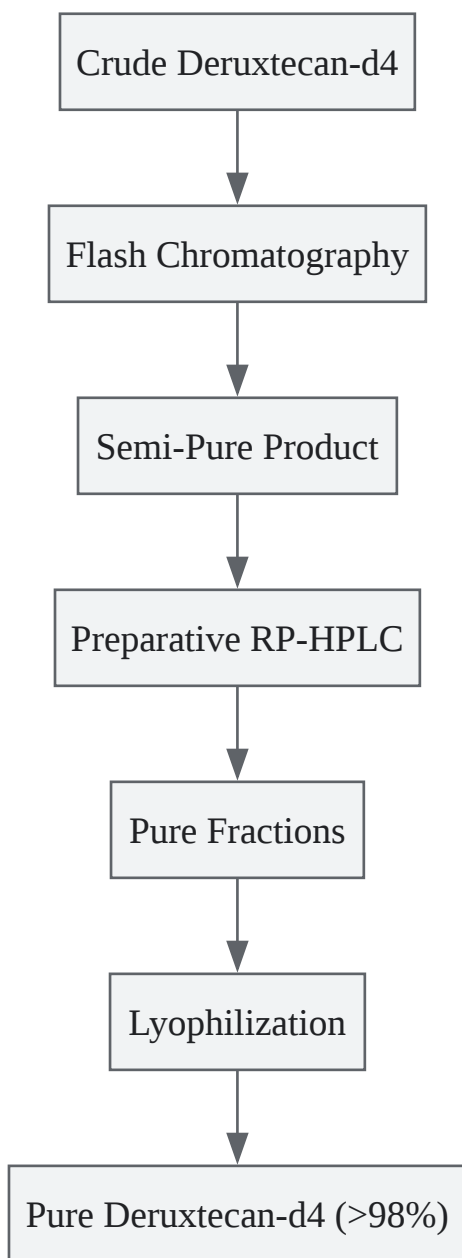 Crude Deruxtecan-d4
Flash Chromatography
Semi-Pure Product
Preparative RP-HPLC
Pure Fractions
Lyophilization
Pure Deruxtecan-d4 (>98%)